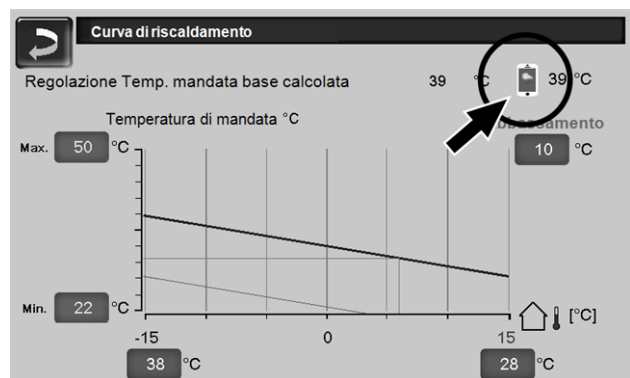 Curva di riscaldamento
Regolazione Temp. mandata base calcolata 39 °C 39 °C
Temperatura di mandata °C
bbassamento
Max. 50 °C 10 °C
Min. 22 °C [°C]
-15 0 15
38 °C 28 °C